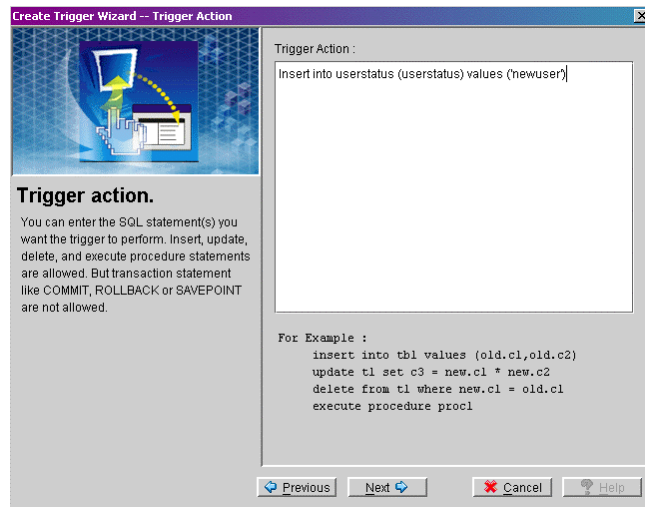 Create Trigger Wizard -- Trigger Action
Trigger Action :
Insert into userstatus (userstatus) values ('newuser')
Trigger action.
You can enter the SQL statement(s) you
want the trigger to perform. Insert, update,
delete, and execute procedure statements
are allowed. But transaction statement
like COMMIT, ROLLBACK or SAVEPOINT
are not allowed.
For Example :
insert into tbl values (old.c1,old.c2)
update t1 set c3 = new.c1 * new.c2
delete from t1 where new.c1 = old.c1
execute procedure proc1
Previous Next Cancel Help